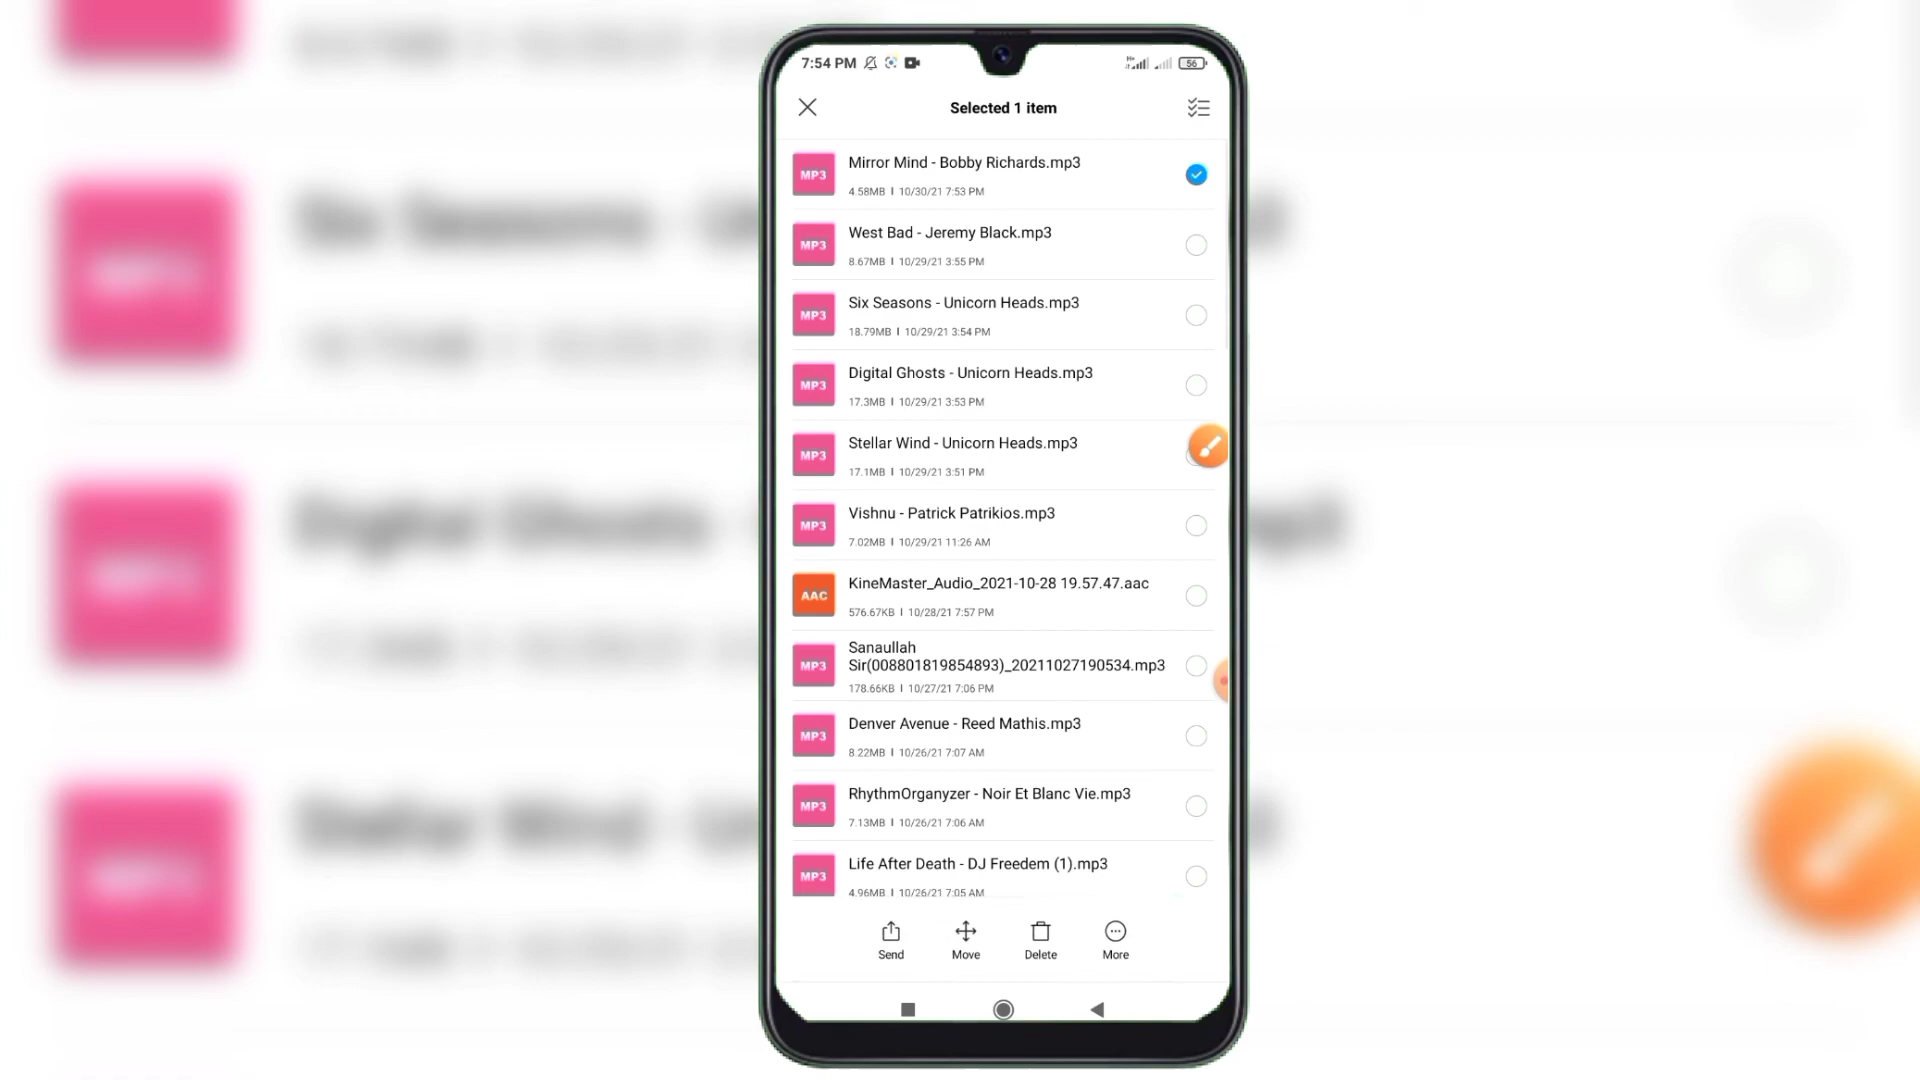 7:54 PM
56
Selected 1 item
MP3
Mirror Mind - Bobby Richards.mp3
4.58MB | 10/30/21 7:53 PM
MP3
West Bad - Jeremy Black.mp3
8.67MB | 10/29/21 3:55 PM
MP3
Six Seasons - Unicorn Heads.mp3
18.79MB | 10/29/21 3:54 PM
MP3
Digital Ghosts - Unicorn Heads.mp3
17.3MB | 10/29/21 3:53 PM
MP3
Stellar Wind - Unicorn Heads.mp3
17.1MB | 10/29/21 3:51 PM
MP3
Vishnu - Patrick Patrikios.mp3
7.02MB | 10/29/21 11:26 AM
AAC
KineMaster_Audio_2021-10-28 19.57.47.aac
576.67KB | 10/28/21 7:57 PM
MP3
Sanaullah
Sir(008801819854893)_20211027190534.mp3
178.66KB | 10/27/21 7:06 PM
MP3
Denver Avenue - Reed Mathis.mp3
8.22MB | 10/26/21 7:07 AM
MP3
RhythmOrganyzer - Noir Et Blanc Vie.mp3
7.13MB | 10/26/21 7:06 AM
MP3
Life After Death - DJ Freedem (1).mp3
4.96MB | 10/26/21 7:05 AM
Send
Move
Delete
More